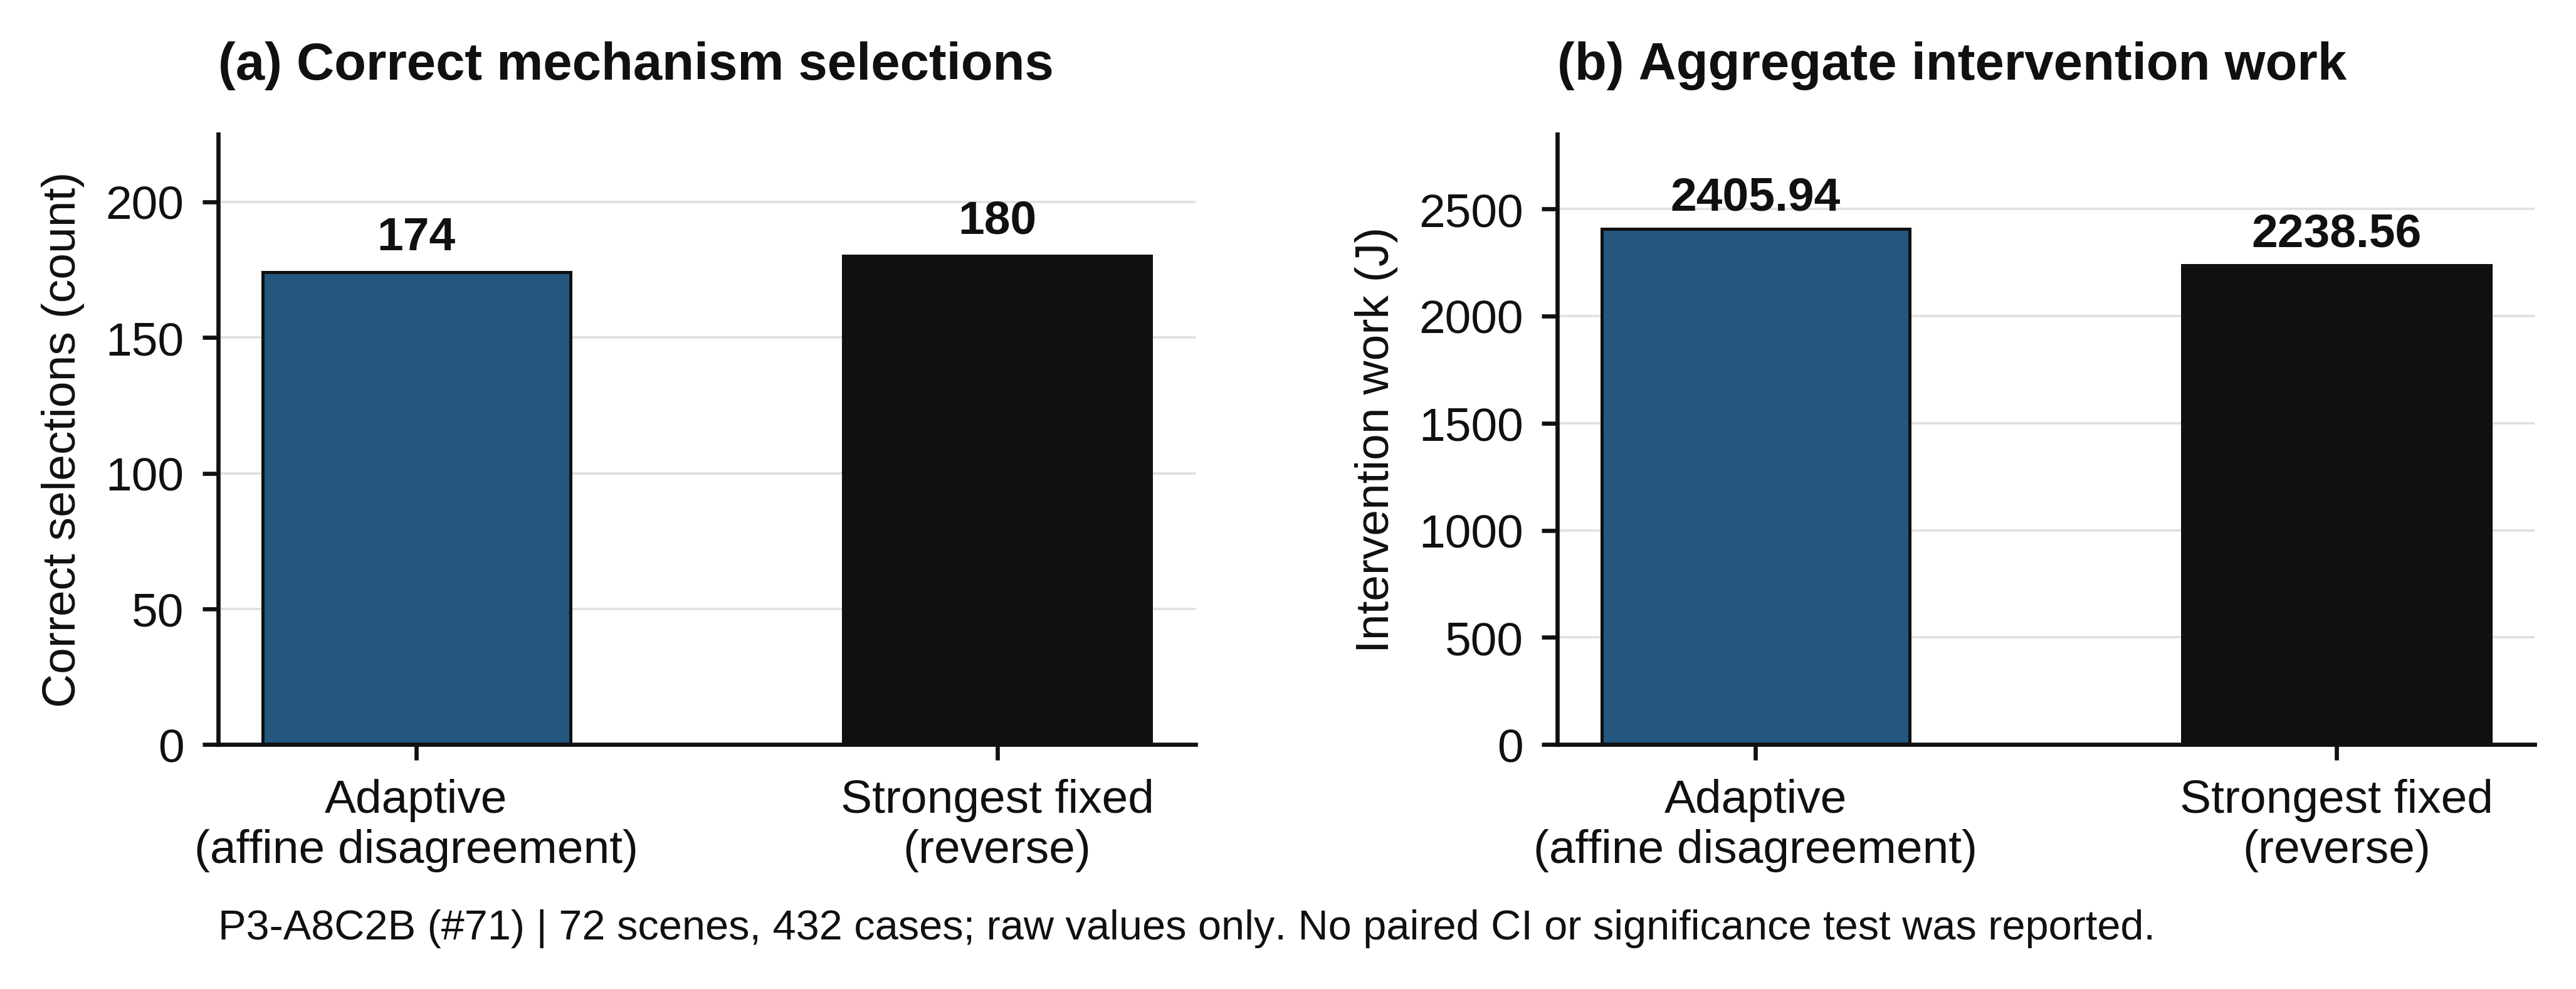 (a) Correct mechanism selections
Correct selections (count)
200
150
100
50
0
174
180
Adaptive
(affine disagreement)
Strongest fixed
(reverse)
(b) Aggregate intervention work
Intervention work (J)
2500
2000
1500
1000
500
0
2405.94
2238.56
Adaptive
(affine disagreement)
Strongest fixed
(reverse)
P3-A8C2B (#71) | 72 scenes, 432 cases; raw values only. No paired CI or significance test was reported.